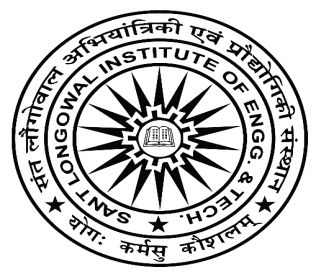 संत लौंगोवाल अभियांत्रिकी एवं प्रौद्योगिकी संस्थान
SANT LONGOWAL INSTITUTE OF ENGG. & TECH.
योगः कर्मसु कौशलम्